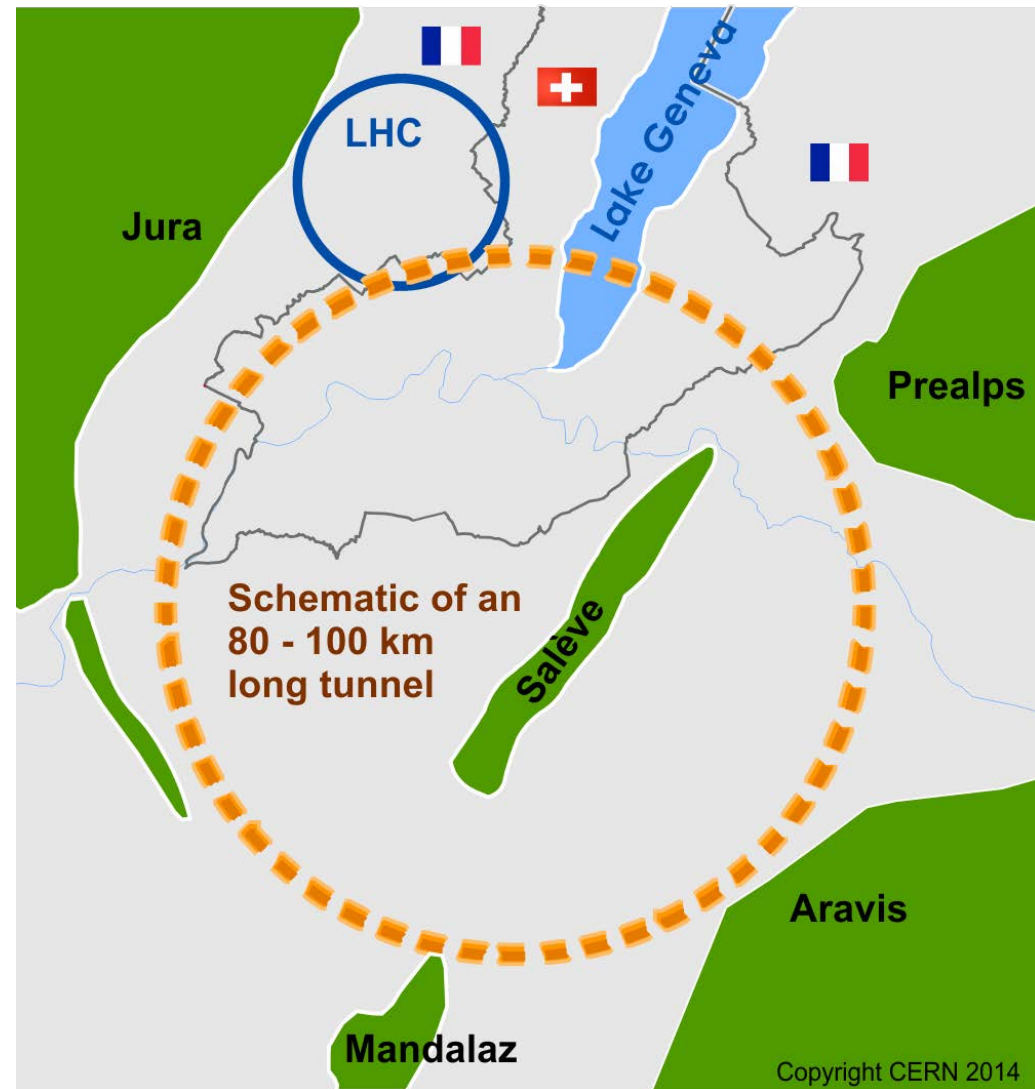 LHC
Lake Geneva
Jura
Prealps
Schematic of an
80 - 100 km
long tunnel
Salève
Aravis
Mandalaz
Copyright CERN 2014